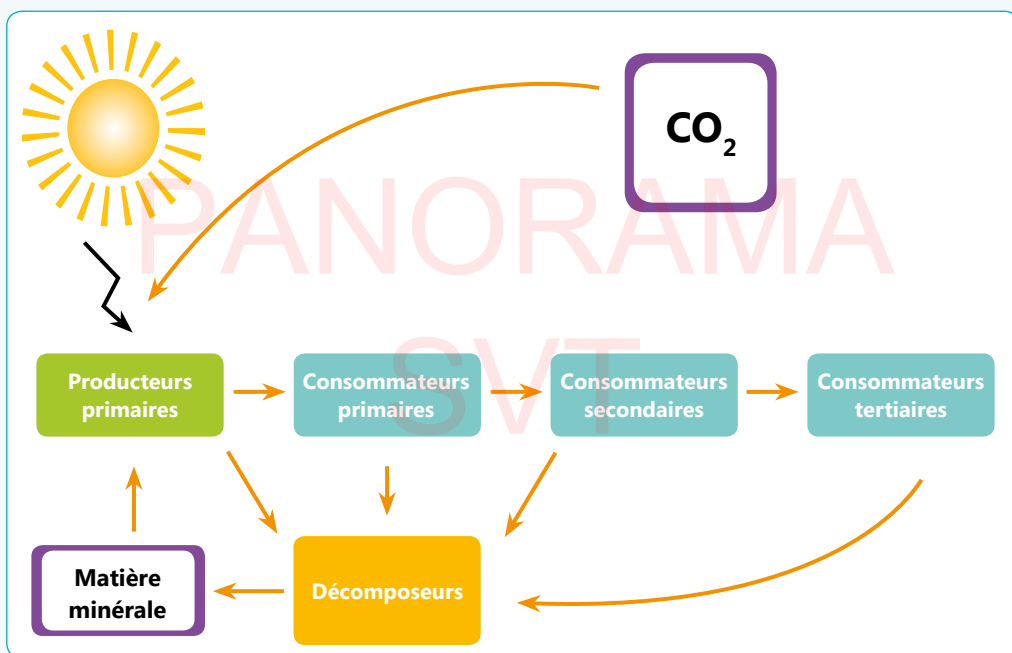 CO₂
PANORAMA
SVT
Producteurs
primaires
Consommateurs
primaires
Consommateurs
secondaires
Consommateurs
tertiaires
Matière
minérale
Décomposeurs